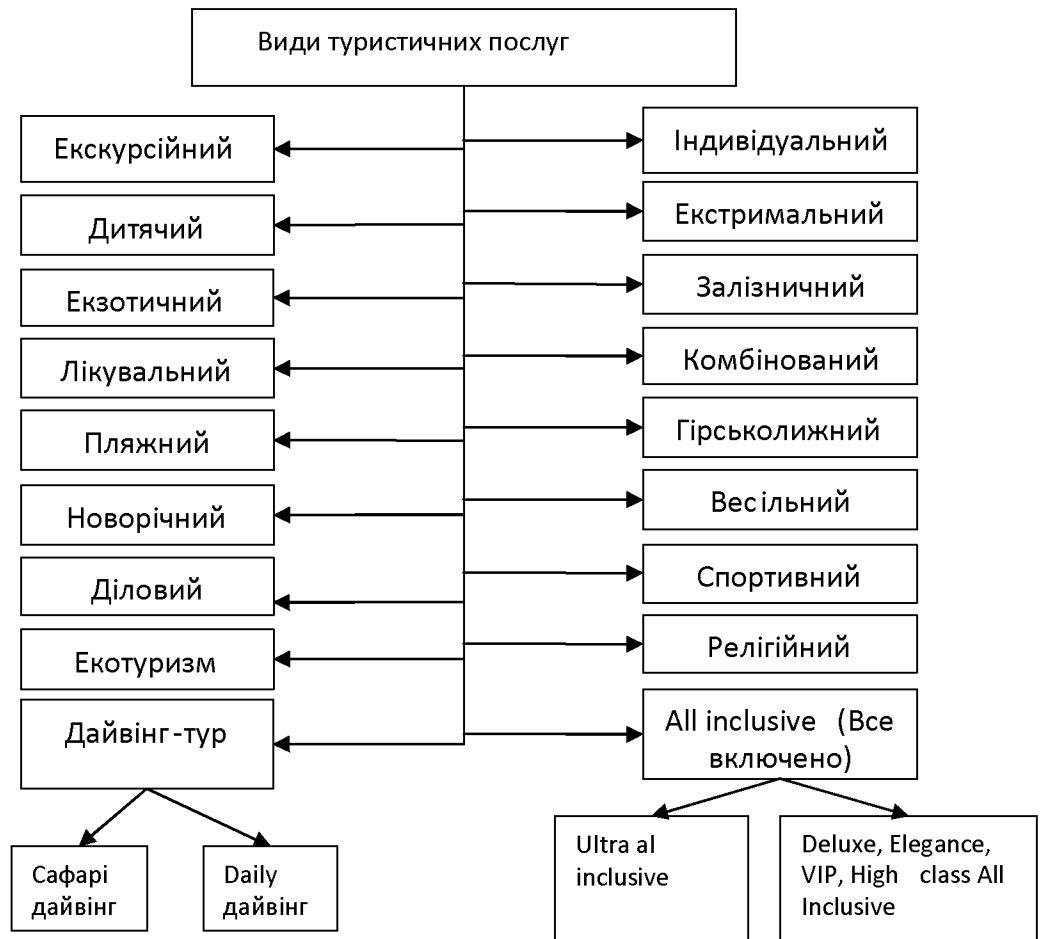 Види туристичних послуг
Екскурсійний
Дитячий
Екзотичний
Лікувальний
Пляжний
Новорічний
Діловий
Екотуризм
Дайвінг-тур
Сафарі
дайвінг
Daily
дайвінг
Індивідуальний
Екстримальний
Залізничний
Комбінований
Гірськолижний
Весільний
Спортивний
Релігійний
All inclusive (Все
включено)
Ultra al
inclusive
Deluxe, Elegance,
VIP, High class All
Inclusive